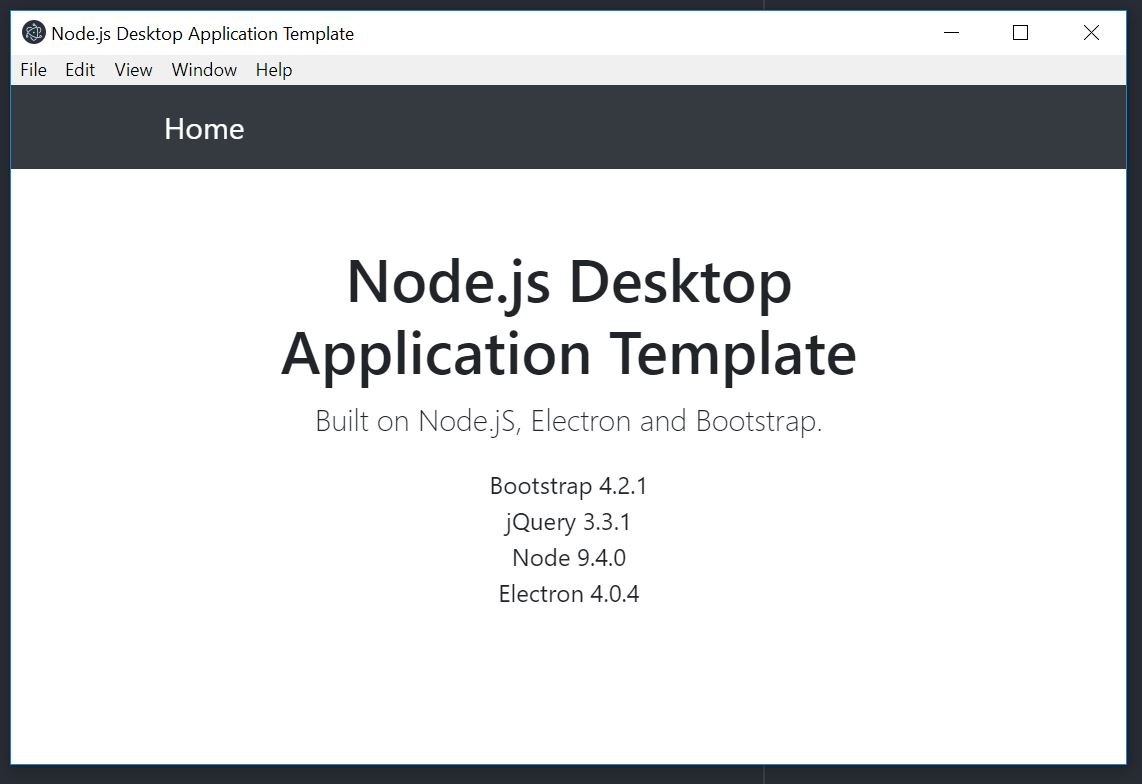 Node.js Desktop Application Template
File Edit View Window Help
Home
Node.js Desktop
Application Template
Built on Node.jS, Electron and Bootstrap.
Bootstrap 4.2.1
jQuery 3.3.1
Node 9.4.0
Electron 4.0.4